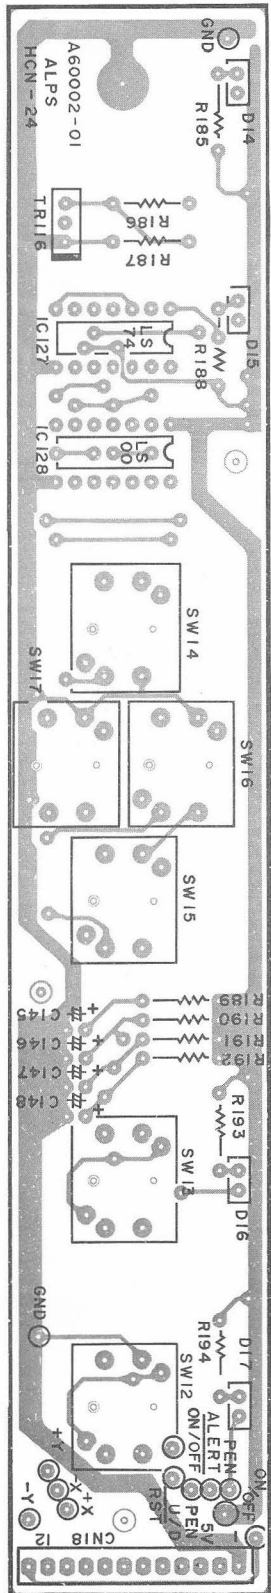 GND
A60002-01
ALPS
HCN-24
D14
R185
TR116
R186
R187
D15
R188
IC127
LS
74
IC128
LS
00
SW14
SW17
SW16
SW15
R189
R190
R191
R192
C145
C146
C147
C148
+
+
R193
SW13
D16
GND
D17
R194
SW12
ON
OFF
-
PEN
ALERT
ON/OFF
5V
PEN
U/D
RST
+Y
-X
+X
-Y
CN18
12